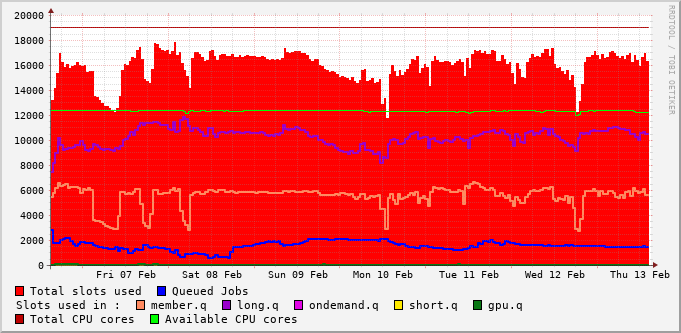 20000
18000
16000
14000
12000
10000
8000
6000
4000
2000
0
Fri 07 Feb Sat 08 Feb Sun 09 Feb Mon 10 Feb Tue 11 Feb Wed 12 Feb Thu 13 Feb
RRDTOOL / TOBI OETIKER
Total slots used Queued Jobs
Slots used in : member.q long.q ondemand.q short.q gpu.q
Total CPU cores Available CPU cores